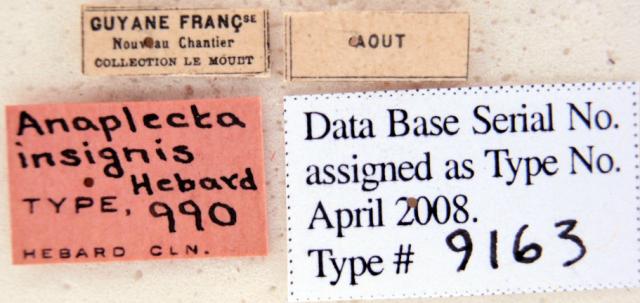 GUYANE FRANÇSE
Nouveau Chantier
COLLECTION LE MOULT
AOUT
Anaplecta
insignis
Hebard
TYPE, 990
HEBARD CLN.
Data Base Serial No.
assigned as Type No.
April 2008.
Type # 9163